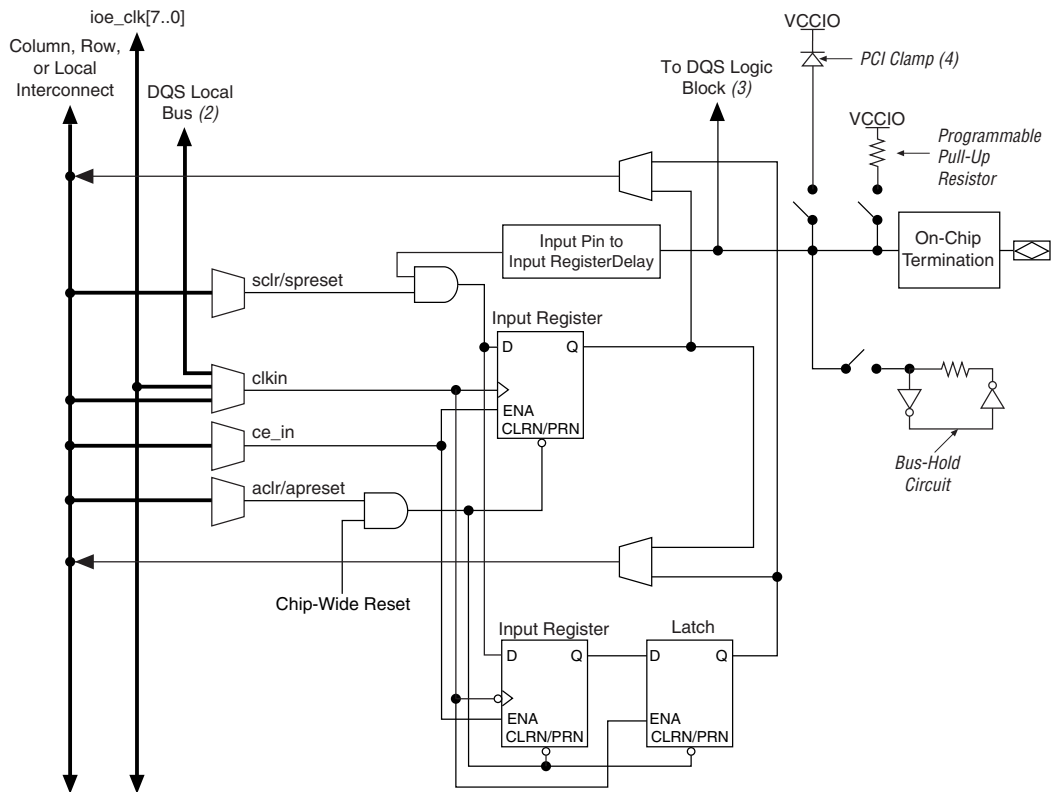 ioe_clk[7..0]
Column, Row,
or Local
Interconnect
DQS Local
Bus (2)
To DQS Logic
Block (3)
VCCIO
PCI Clamp (4)
VCCIO
Programmable
Pull-Up
Resistor
Input Pin to
Input RegisterDelay
On-Chip
Termination
sclr/spreset
Input Register
D
Q
clkin
ENA
CLRN/PRN
ce_in
aclr/apreset
Bus-Hold
Circuit
Chip-Wide Reset
Input Register
D
Q
ENA
CLRN/PRN
Latch
D
Q
ENA
CLRN/PRN